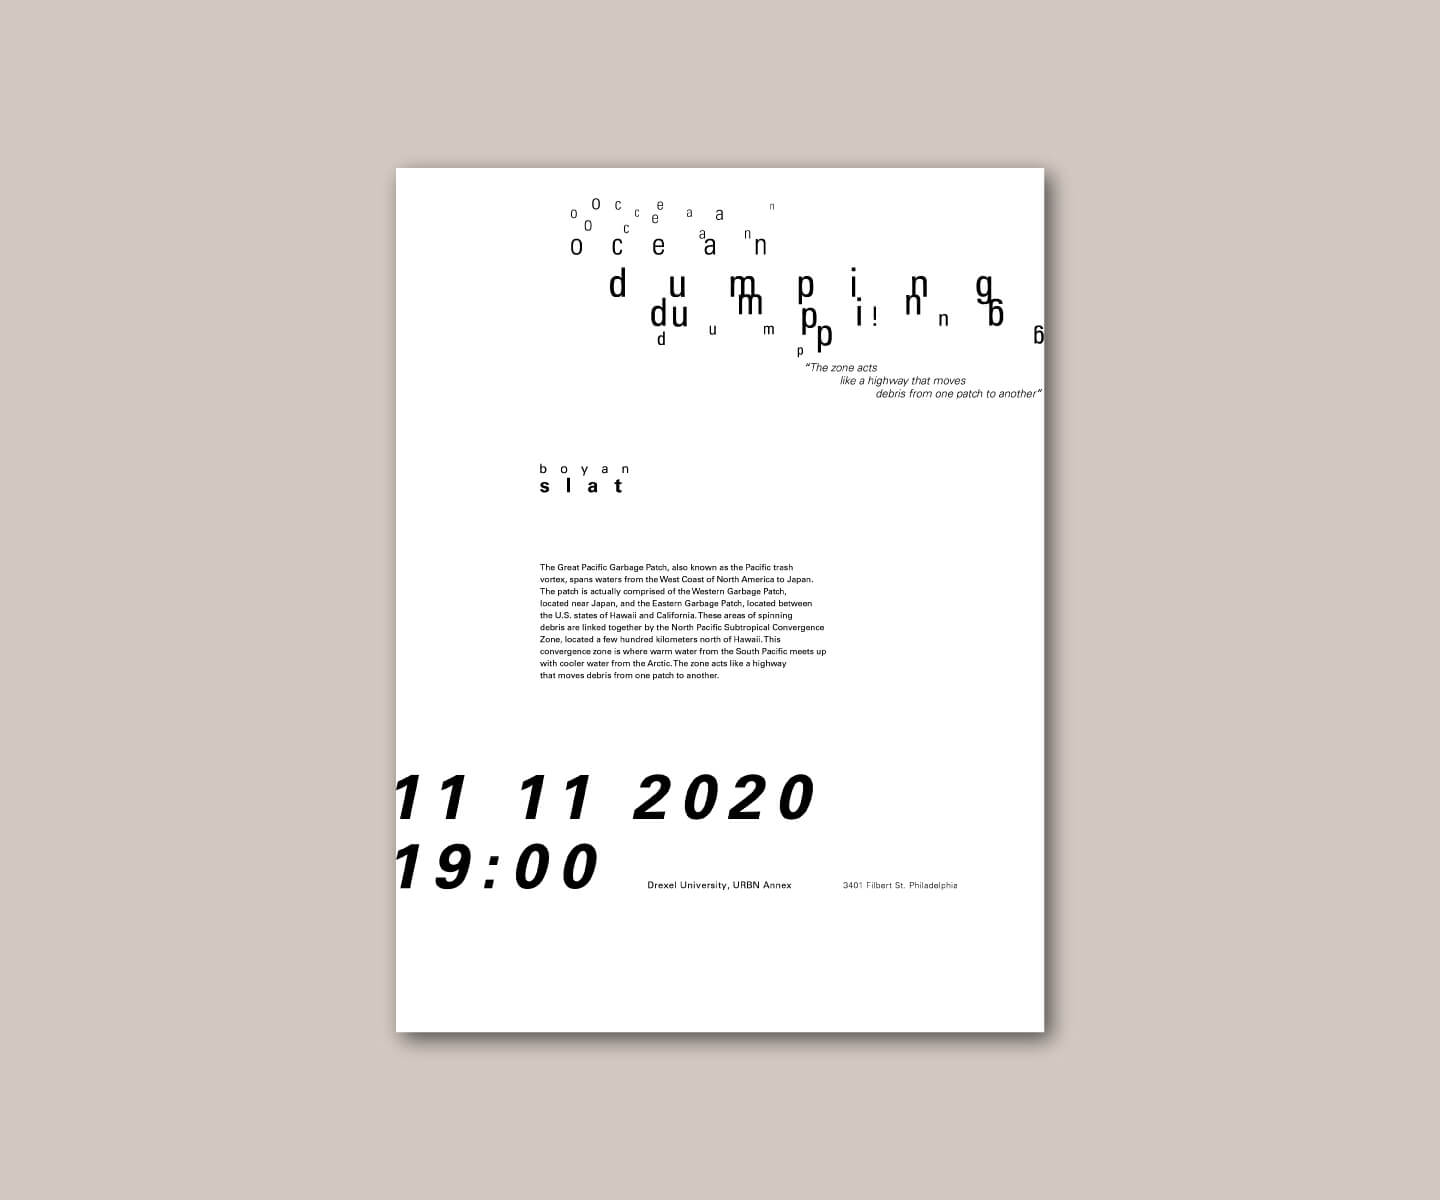 o o c c e a a n
o c e
o c a n
o c e a n
d u m p i n g
d u m p i ! n n g
d u m p p g
p
“The zone acts
like a highway that moves
debris from one patch to another”
b o y a n
s l a t
The Great Pacific Garbage Patch, also known as the Pacific trash
vortex, spans waters from the West Coast of North America to Japan.
The patch is actually comprised of the Western Garbage Patch,
located near Japan, and the Eastern Garbage Patch, located between
the U.S. states of Hawaii and California. These areas of spinning
debris are linked together by the North Pacific Subtropical Convergence
Zone, located a few hundred kilometers north of Hawaii. This
convergence zone is where warm water from the South Pacific meets up
with cooler water from the Arctic. The zone acts like a highway
that moves debris from one patch to another.
11 11 2020
19:00
Drexel University, URBN Annex
3401 Filbert St. Philadelphia